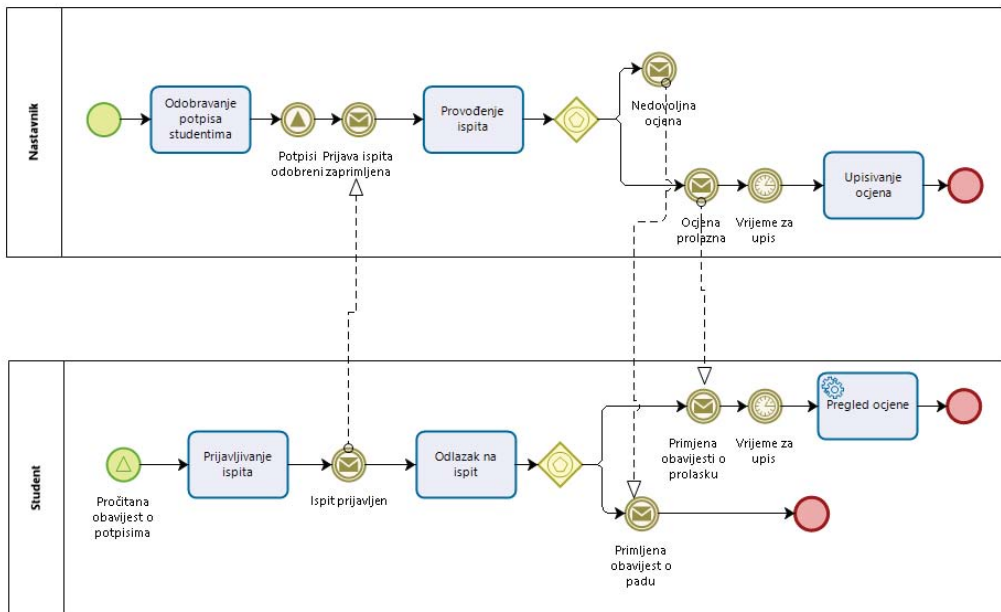 Nastavnik
Odobravanje
potpisa
studentima
Potpisi
odobreni
Prijava ispita
zaprimljena
Provođenje
ispita
Nedovoljna
ocjena
Ocjena
prolazna
Vrijeme za
upis
Upisivanje
ocjena
Student
Pročitana
obavijest o
potpisima
Prijavljivanje
ispita
Ispit prijavljen
Odlazak na
ispit
Primjena
obavijesti o
prolasku
Vrijeme za
upis
Pregled ocjene
Primljena
obavijest o
padu